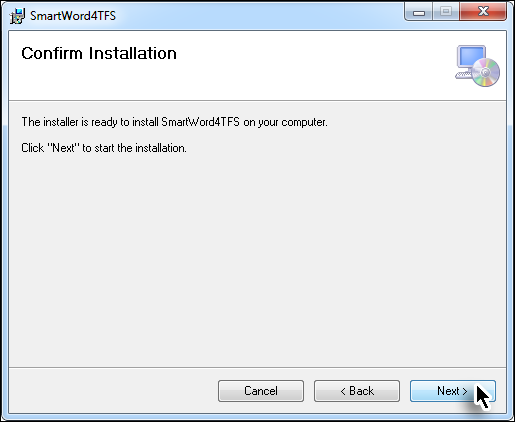 SmartWord4TFS
Confirm Installation
The installer is ready to install SmartWord4TFS on your computer.
Click "Next" to start the installation.
Cancel
< Back
Next >